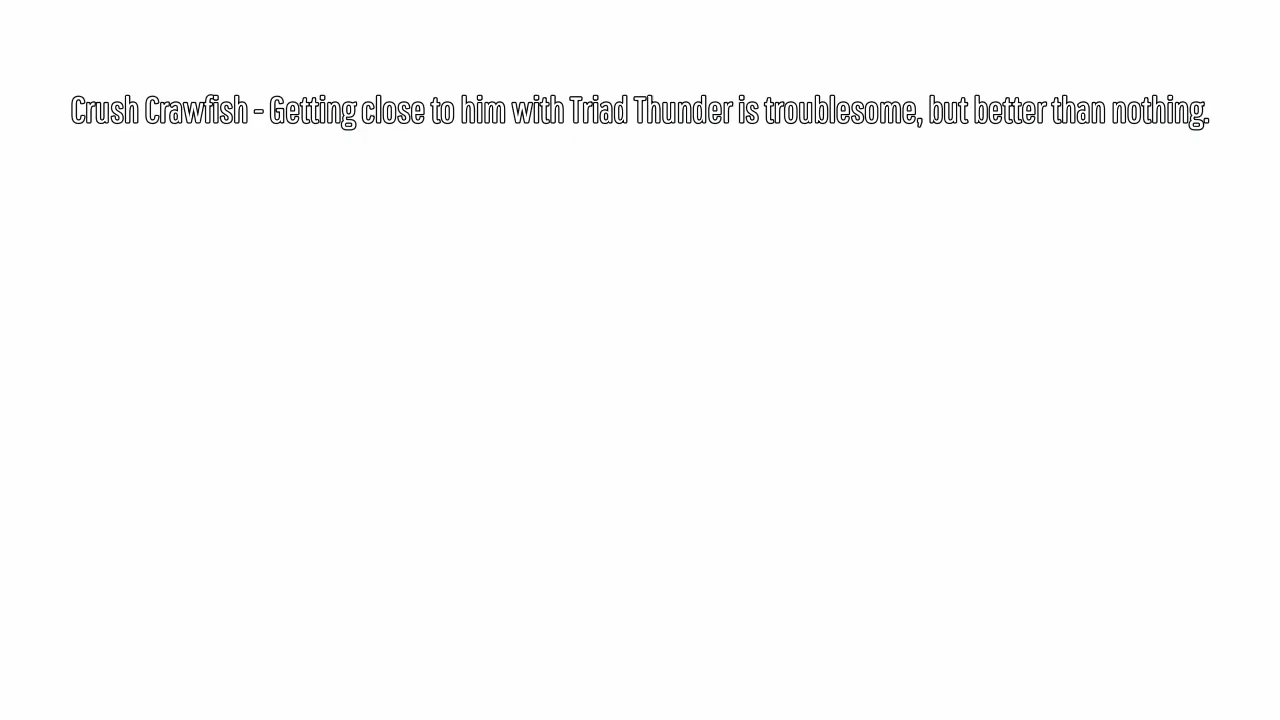 Crush Crawfish - Getting close to him with Triad Thunder is troublesome, but better than nothing.